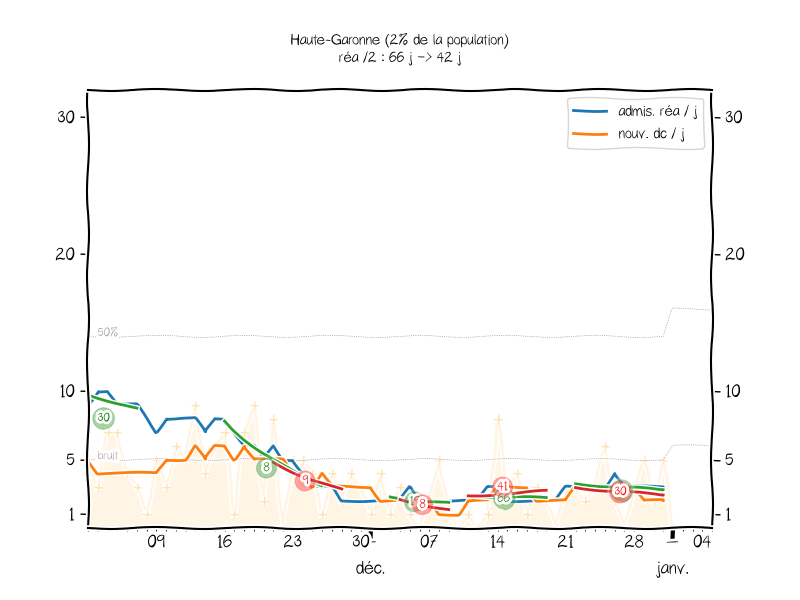 Haute-Garonne (2% de la population)
réa /2 : 66 j -> 42 j
admis. réa / j
nouv. dc / j
30 30
20 20
50%
10 10
30
bruit
5 5
8
9
8
41
66
30
1 1
09 16 23 30 07 14 21 28 04
déc. janv.